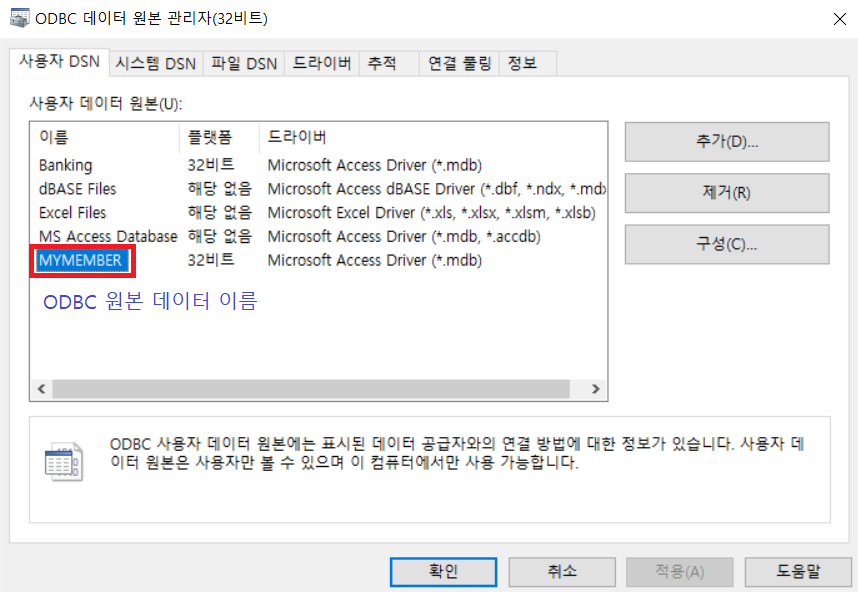 ODBC 데이터 원본 관리자(32비트)
사용자 DSN 시스템 DSN 파일 DSN 드라이버 추적 연결 풀링 정보
사용자 데이터 원본(U):
이름 플랫폼 드라이버
Banking 32비트 Microsoft Access Driver (*.mdb)
dBASE Files 해당 없음 Microsoft Access dBASE Driver (*.dbf, *.ndx, *.mdx
Excel Files 해당 없음 Microsoft Excel Driver (*.xls, *.xlsx, *.xlsm, *.xlsb)
MS Access Database 해당 없음 Microsoft Access Driver (*.mdb, *.accdb)
MYMEMBER 32비트 Microsoft Access Driver (*.mdb)
ODBC 원본 데이터 이름
추가(D)...
제거(R)
구성(C)...
ODBC 사용자 데이터 원본에는 표시된 데이터 공급자와의 연결 방법에 대한 정보가 있습니다. 사용자 데
이터 원본은 사용자만 볼 수 있으며 이 컴퓨터에서만 사용 가능합니다.
확인 취소 적용(A) 도움말